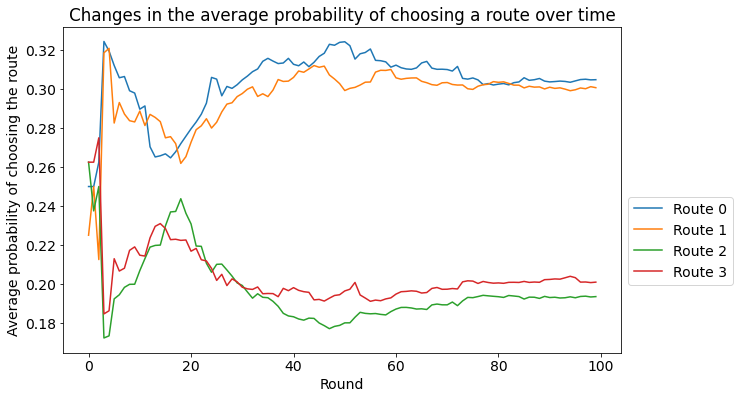 Changes in the average probability of choosing a route over time
Average probability of choosing the route
0.32
0.30
0.28
0.26
0.24
0.22
0.20
0.18
0
20
40
60
80
100
Round
Route 0
Route 1
Route 2
Route 3